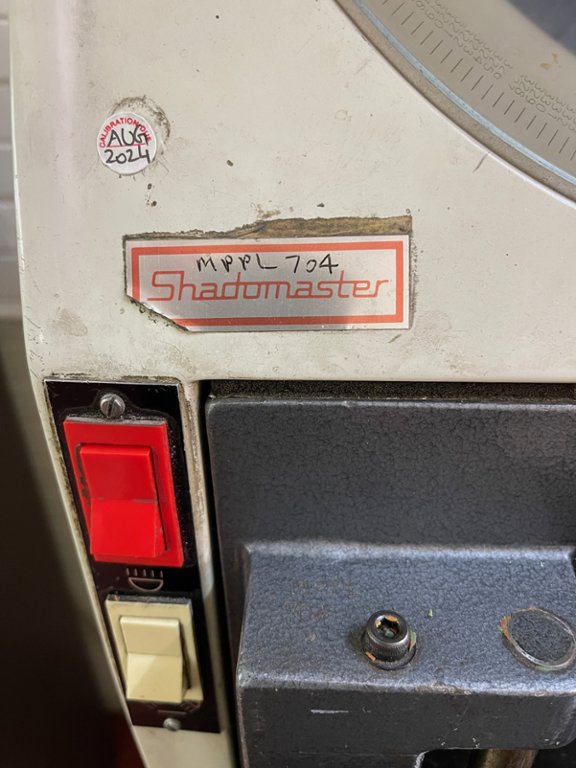 CALIBRATION DUE
AUG
2024
MPPL 704
Shadomaster